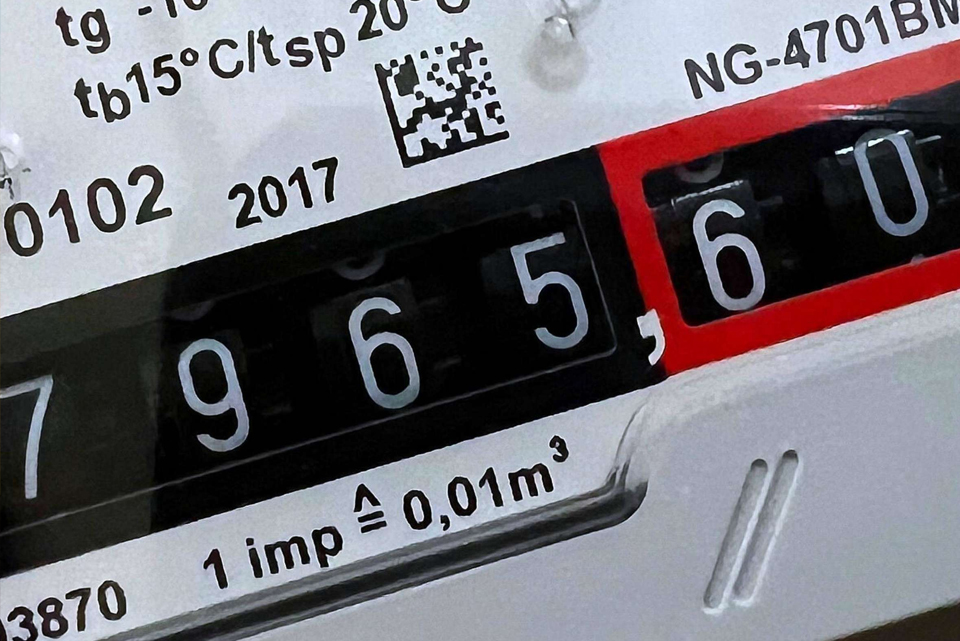 tg
tb15°C/tsp 20°C
NG-4701BM
0102 2017
7965,60
1 imp ≙ 0,01m³
3870